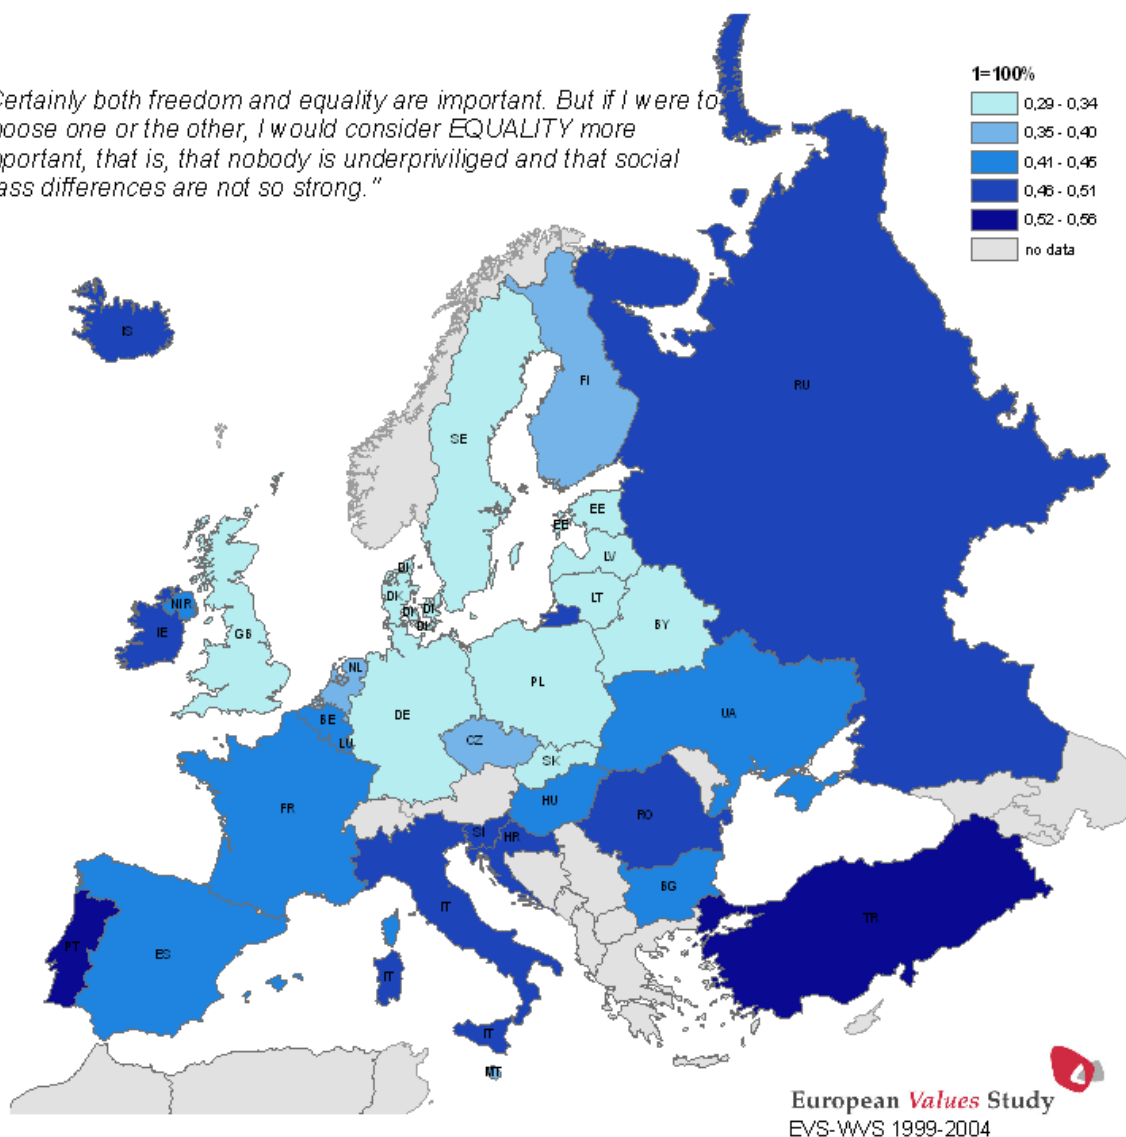 Certainly both freedom and equality are important. But if I were to
oose one or the other, I would consider EQUALITY more
portant, that is, that nobody is underpriviliged and that social
ass differences are not so strong."
1=100%
0,29 - 0,34
0,35 - 0,40
0,41 - 0,45
0,46 - 0,51
0,52 - 0,56
no data
IS
RU
FI
SE
EE
EE
LV
DK
LT
NIR
IE
GB
BY
NL
PL
DE
UA
BE
CZ
LU
SK
HU
FR
RO
SI
HR
BG
IT
TR
PT
ES
IT
IT
MT
European Values Study
EVS-WVS 1999-2004